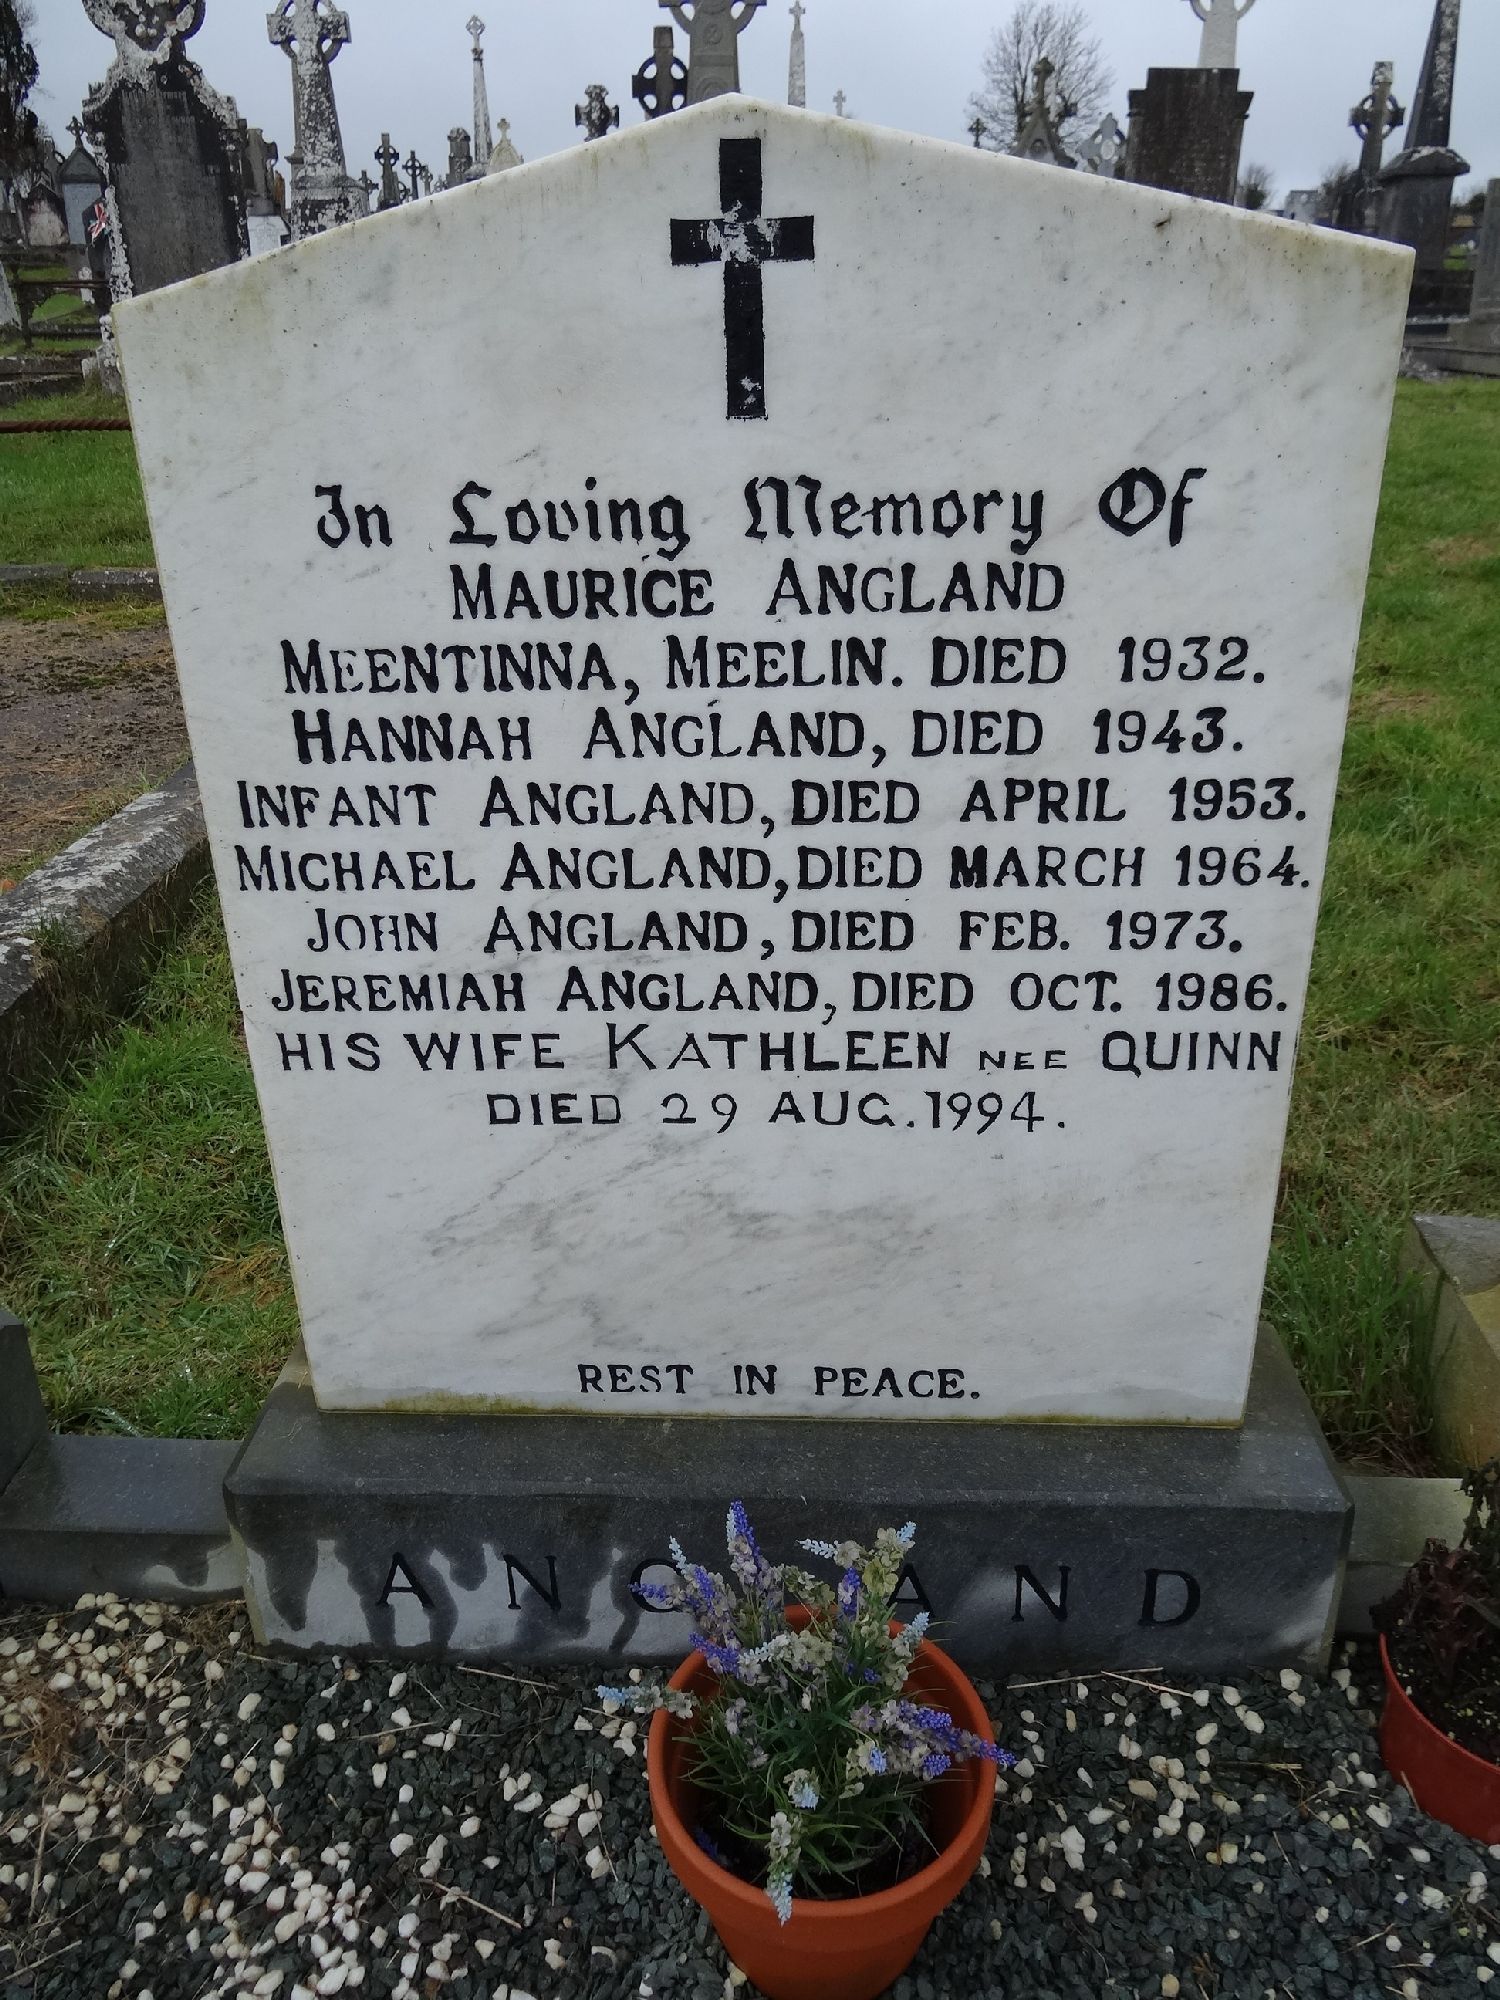 In Loving Memory Of
MAURICE ANGLAND
MEENTINNA, MEELIN. DIED 1932.
HANNAH ANGLAND, DIED 1943.
INFANT ANGLAND, DIED APRIL 1953.
MICHAEL ANGLAND, DIED MARCH 1964.
JOHN ANGLAND, DIED FEB. 1973.
JEREMIAH ANGLAND, DIED OCT. 1986.
HIS WIFE KATHLEEN NEE QUINN
DIED 29 AUG. 1994.
REST IN PEACE.
ANGLAND